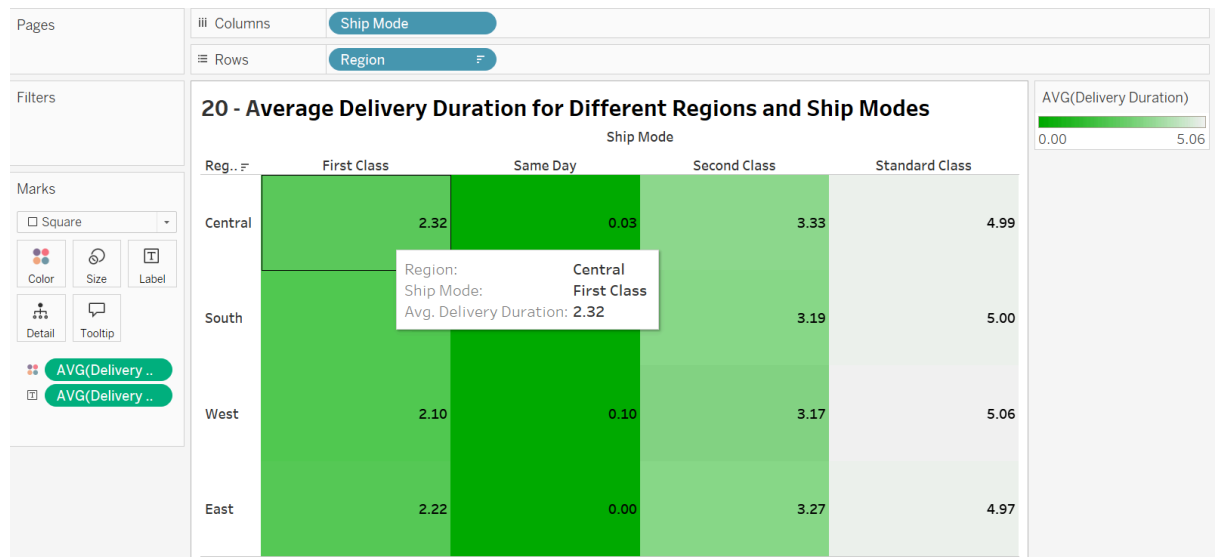 Pages
iii Columns
Ship Mode
Rows
Region
Filters
Marks
Square
Color
Size
Label
Detail
Tooltip
AVG(Delivery ..
AVG(Delivery ..
20 - Average Delivery Duration for Different Regions and Ship Modes
Ship Mode
Reg.. First Class Same Day Second Class Standard Class
Central 2.32 0.03 3.33 4.99
Region: Central
Ship Mode: First Class
Avg. Delivery Duration: 2.32
South 3.19 5.00
West 2.10 0.10 3.17 5.06
East 2.22 0.00 3.27 4.97
AVG(Delivery Duration)
0.00 5.06